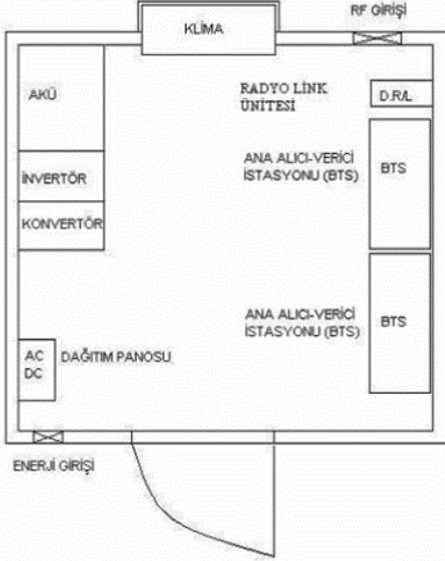 RF GİRİŞİ
KLİMA
AKÜ
RADYO LİNK
ÜNİTESİ
D.R/L
ANA ALICI-VERİCİ
İSTASYONU (BTS)
BTS
İNVERTÖR
KONVERTÖR
ANA ALICI-VERİCİ
İSTASYONU (BTS)
BTS
AC
DC
DAĞITIM PANOSU
ENERJİ GİRİŞİ